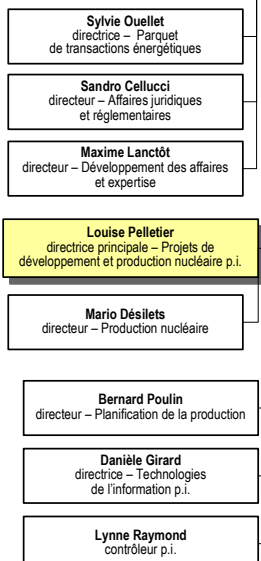 Sylvie Ouellet
directrice – Parquet
de transactions énergétiques
Sandro Cellucci
directeur – Affaires juridiques
et réglementaires
Maxime Lanctôt
directeur – Développement des affaires
et expertise
Louise Pelletier
directrice principale – Projets de
développement et production nucléaire p.i.
Mario Désilets
directeur – Production nucléaire
Bernard Poulin
directeur – Planification de la production
Danièle Girard
directrice – Technologies
de l'information p.i.
Lynne Raymond
contrôleur p.i.